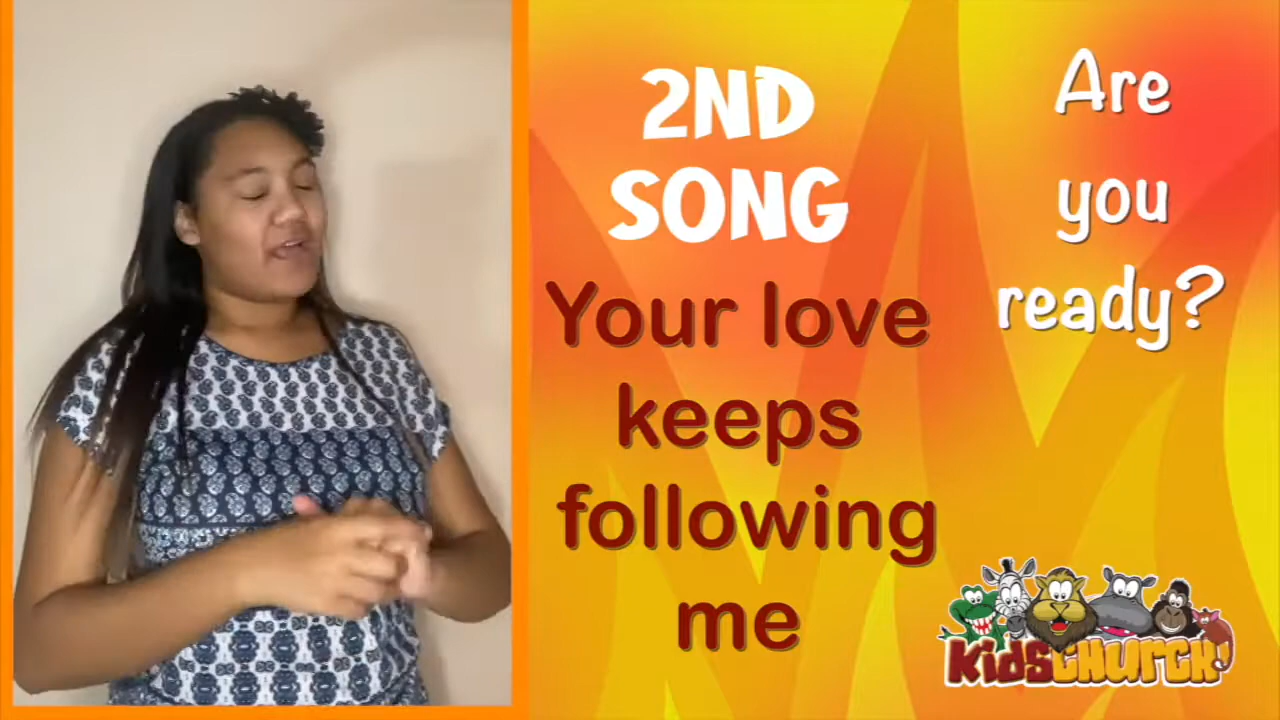 2ND
SONG
Your love
keeps
following
me
Are
you
ready?
KidsCHURCH